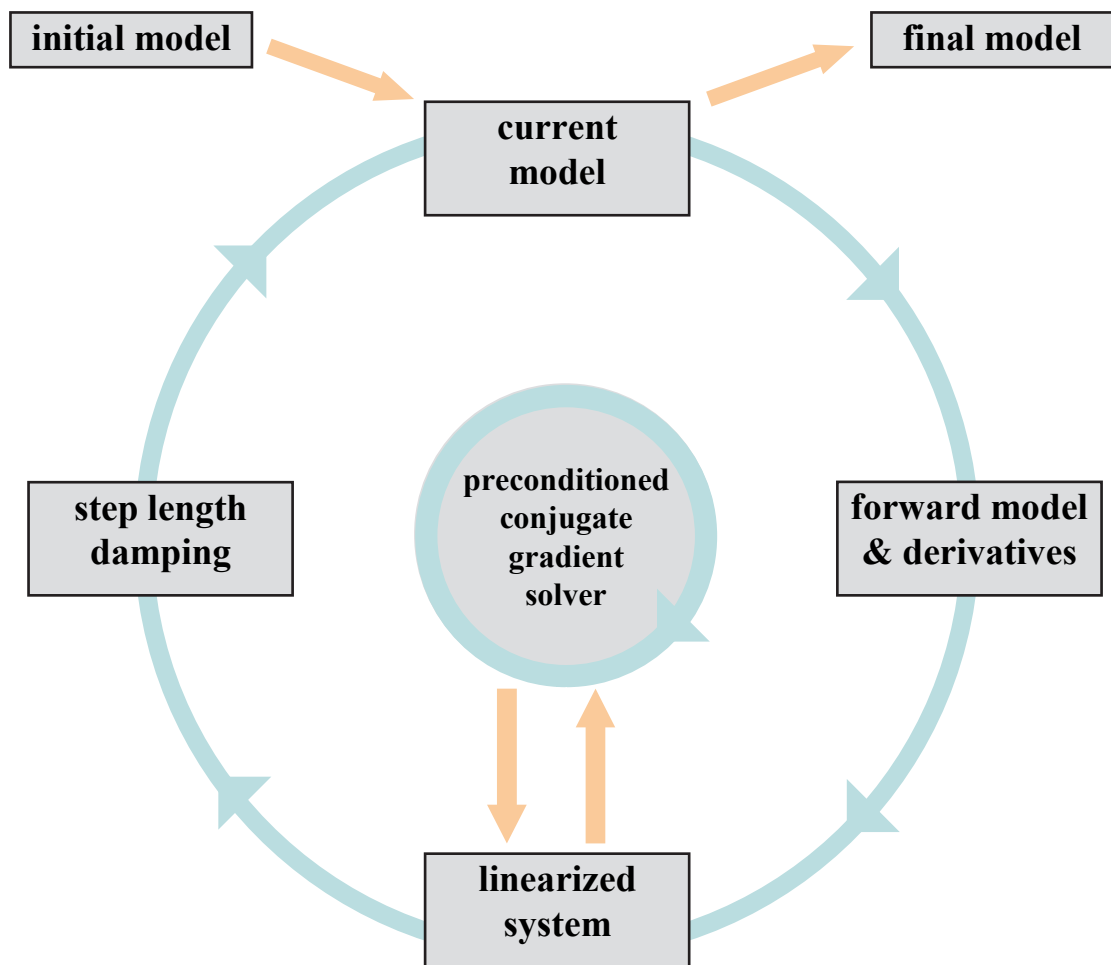 initial model
final model
current
model
step length
damping
preconditioned
conjugate
gradient
solver
forward model
& derivatives
linearized
system